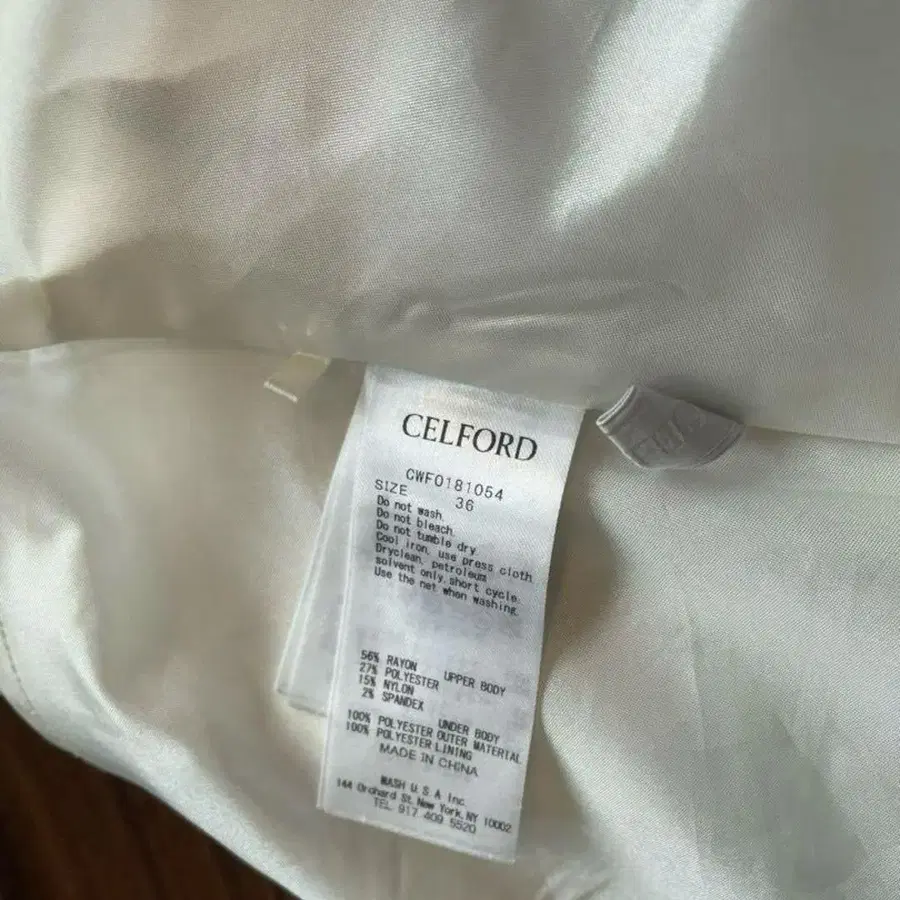 CELFORD
CWF0181054
SIZE 36
Do not wash.
Do not bleach.
Do not tumble dry.
Cool iron, use press cloth.
Dryclean, petroleum
solvent only, short cycle.
Use the net when washing.
56% RAYON UPPER BODY
27% POLYESTER
15% NYLON
2% SPANDEX
UNDER BODY
100% POLYESTER OUTER MATERIAL
100% POLYESTER LINING
MADE IN CHINA
MASH U.S.A Inc.
144 Orchard St, New York, NY 10002
TEL 917 409 5520